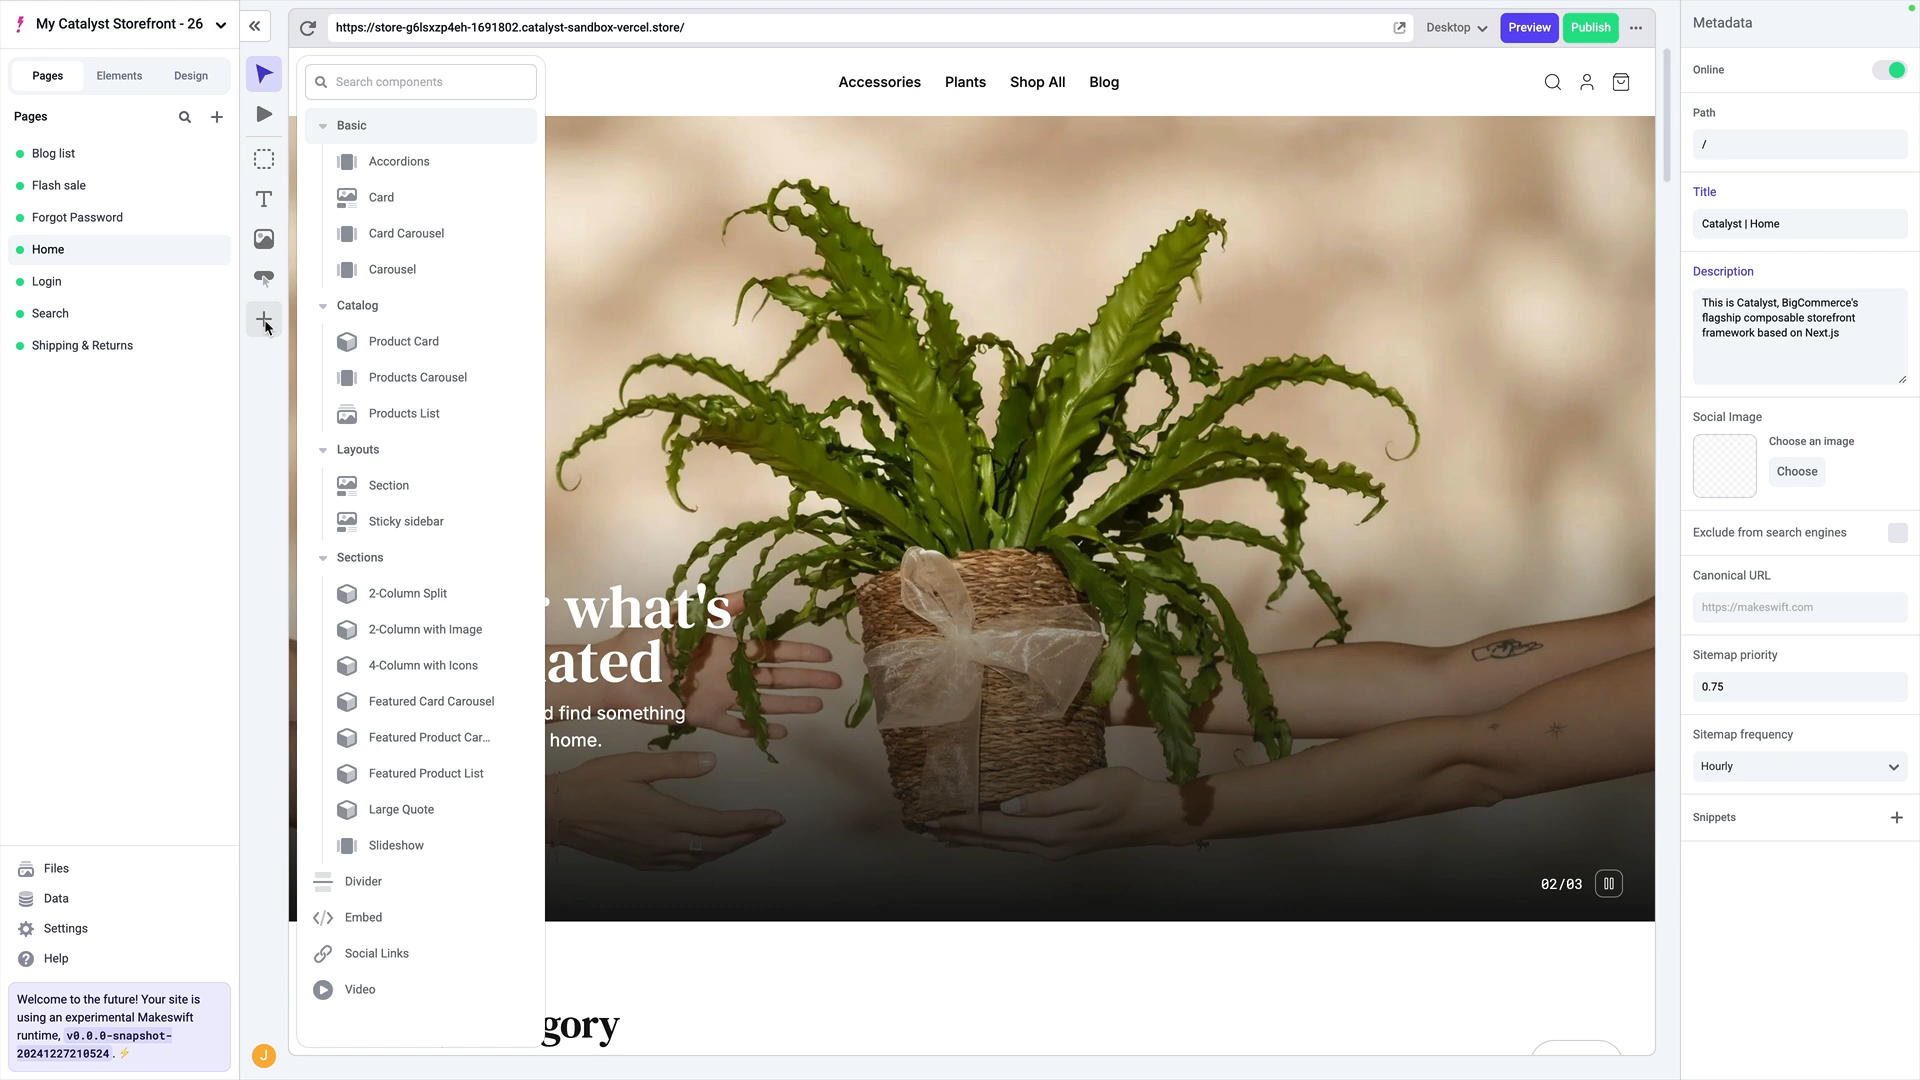 My Catalyst Storefront - 26
Pages
Elements
Design
Pages
Blog list
Flash sale
Forgot Password
Home
Login
Search
Shipping & Returns
Files
Data
Settings
Help
Welcome to the future! Your site is
using an experimental Makeswift
runtime, v0.0.0-snapshot-
20241227210524. ⚡
J
https://store-g6lsxzp4eh-1691802.catalyst-sandbox-vercel.store/
Desktop
Preview
Publish
Search components
Basic
Accordions
Card
Card Carousel
Carousel
Catalog
Product Card
Products Carousel
Products List
Layouts
Section
Sticky sidebar
Sections
2-Column Split
2-Column with Image
4-Column with Icons
Featured Card Carousel
Featured Product Car...
Featured Product List
Large Quote
Slideshow
Divider
Embed
Social Links
Video
Accessories
Plants
Shop All
Blog
what's
ated
d find something
home.
02/03
gory
Metadata
Online
Path
/
Title
Catalyst | Home
Description
This is Catalyst, BigCommerce's
flagship composable storefront
framework based on Next.js
Social Image
Choose an image
Choose
Exclude from search engines
Canonical URL
https://makeswift.com
Sitemap priority
0.75
Sitemap frequency
Hourly
Snippets